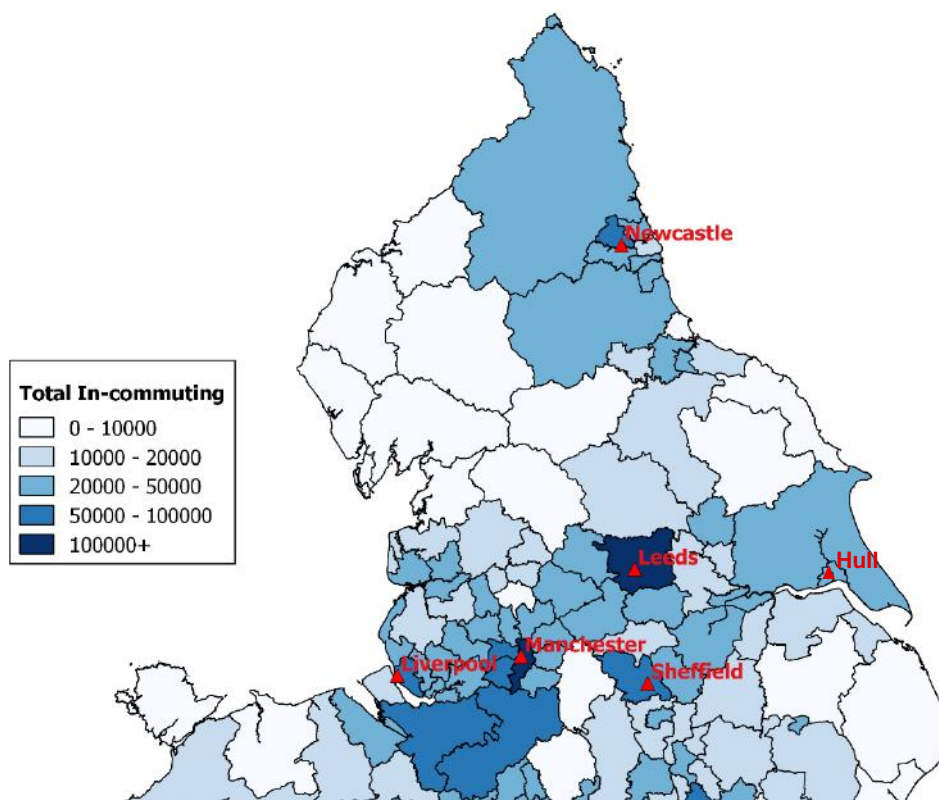 Newcastle
Total In-commuting
0 - 10000
10000 - 20000
20000 - 50000
50000 - 100000
100000+
Leeds
Hull
Manchester
Liverpool
Sheffield